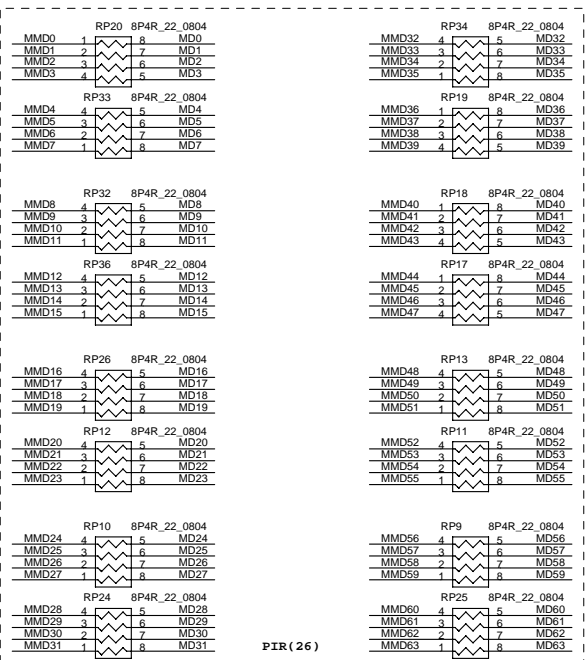 RP20 8P4R_22_0804
MMD0 1 8 MD0
MMD1 2 7 MD1
MMD2 3 6 MD2
MMD3 4 5 MD3
RP33 8P4R_22_0804
MMD4 4 5 MD4
MMD5 3 6 MD5
MMD6 2 7 MD6
MMD7 1 8 MD7
RP32 8P4R_22_0804
MMD8 4 5 MD8
MMD9 3 6 MD9
MMD10 2 7 MD10
MMD11 1 8 MD11
RP36 8P4R_22_0804
MMD12 4 5 MD12
MMD13 3 6 MD13
MMD14 2 7 MD14
MMD15 1 8 MD15
RP26 8P4R_22_0804
MMD16 4 5 MD16
MMD17 3 6 MD17
MMD18 2 7 MD18
MMD19 1 8 MD19
RP12 8P4R_22_0804
MMD20 4 5 MD20
MMD21 3 6 MD21
MMD22 2 7 MD22
MMD23 1 8 MD23
RP10 8P4R_22_0804
MMD24 4 5 MD24
MMD25 3 6 MD25
MMD26 2 7 MD26
MMD27 1 8 MD27
RP24 8P4R_22_0804
MMD28 4 5 MD28
MMD29 3 6 MD29
MMD30 2 7 MD30
MMD31 1 8 MD31
PIR(26)
RP34 8P4R_22_0804
MMD32 4 5 MD32
MMD33 3 6 MD33
MMD34 2 7 MD34
MMD35 1 8 MD35
RP19 8P4R_22_0804
MMD36 1 8 MD36
MMD37 2 7 MD37
MMD38 3 6 MD38
MMD39 4 5 MD39
RP18 8P4R_22_0804
MMD40 1 8 MD40
MMD41 2 7 MD41
MMD42 3 6 MD42
MMD43 4 5 MD43
RP17 8P4R_22_0804
MMD44 1 8 MD44
MMD45 2 7 MD45
MMD46 3 6 MD46
MMD47 4 5 MD47
RP13 8P4R_22_0804
MMD48 4 5 MD48
MMD49 3 6 MD49
MMD50 2 7 MD50
MMD51 1 8 MD51
RP11 8P4R_22_0804
MMD52 4 5 MD52
MMD53 3 6 MD53
MMD54 2 7 MD54
MMD55 1 8 MD55
RP9 8P4R_22_0804
MMD56 4 5 MD56
MMD57 3 6 MD57
MMD58 2 7 MD58
MMD59 1 8 MD59
RP25 8P4R_22_0804
MMD60 4 5 MD60
MMD61 3 6 MD61
MMD62 2 7 MD62
MMD63 1 8 MD63